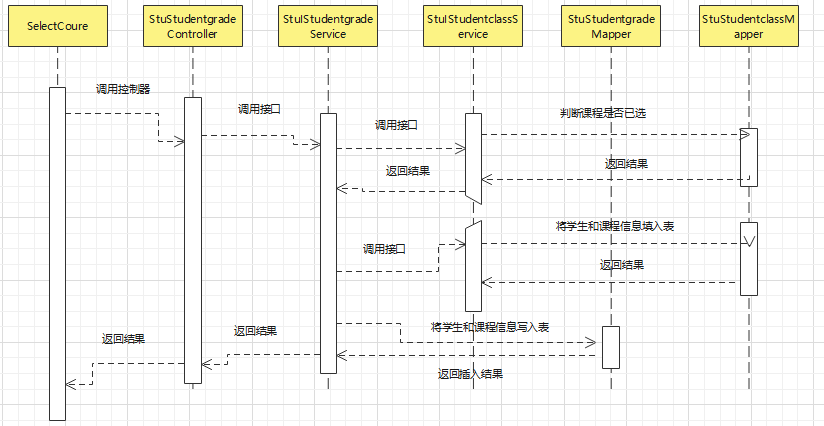 SelectCoure
StuStudentgrade
Controller
StuIStudentgrade
Service
StuIStudentclassS
ervice
StuStudentgrade
Mapper
StuStudentclassM
apper
调用控制器
调用接口
调用接口
判断课程是否已选
返回结果
返回结果
将学生和课程信息填入表
调用接口
返回结果
将学生和课程信息写入表
返回结果
返回结果
返回插入结果